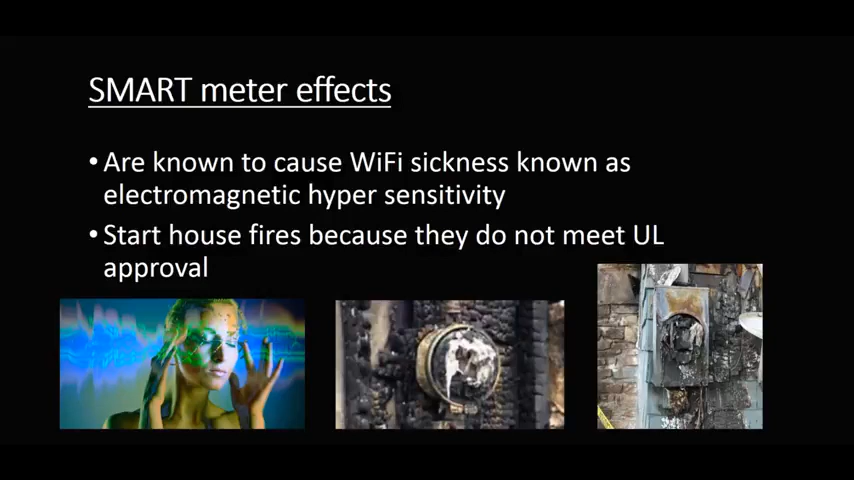 SMART meter effects
• Are known to cause WiFi sickness known as
electromagnetic hyper sensitivity
• Start house fires because they do not meet UL
approval